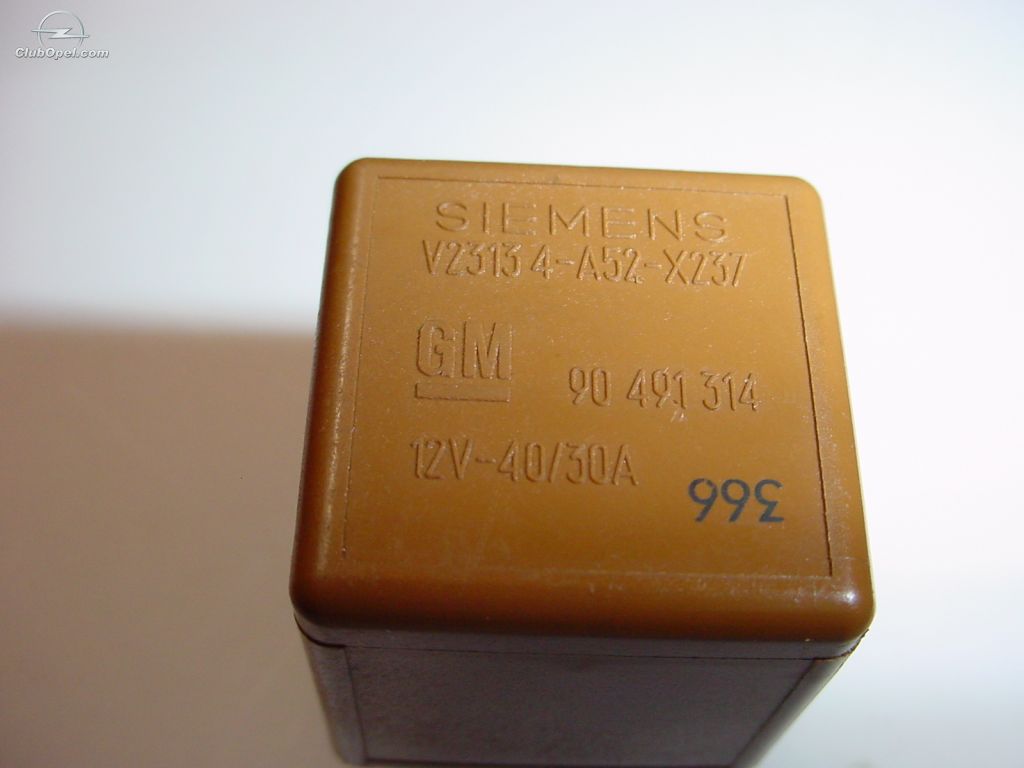 ClubOpel.com
SIEMENS
V23134-A52-X237
GM
90 491 314
12V-40/30A
366